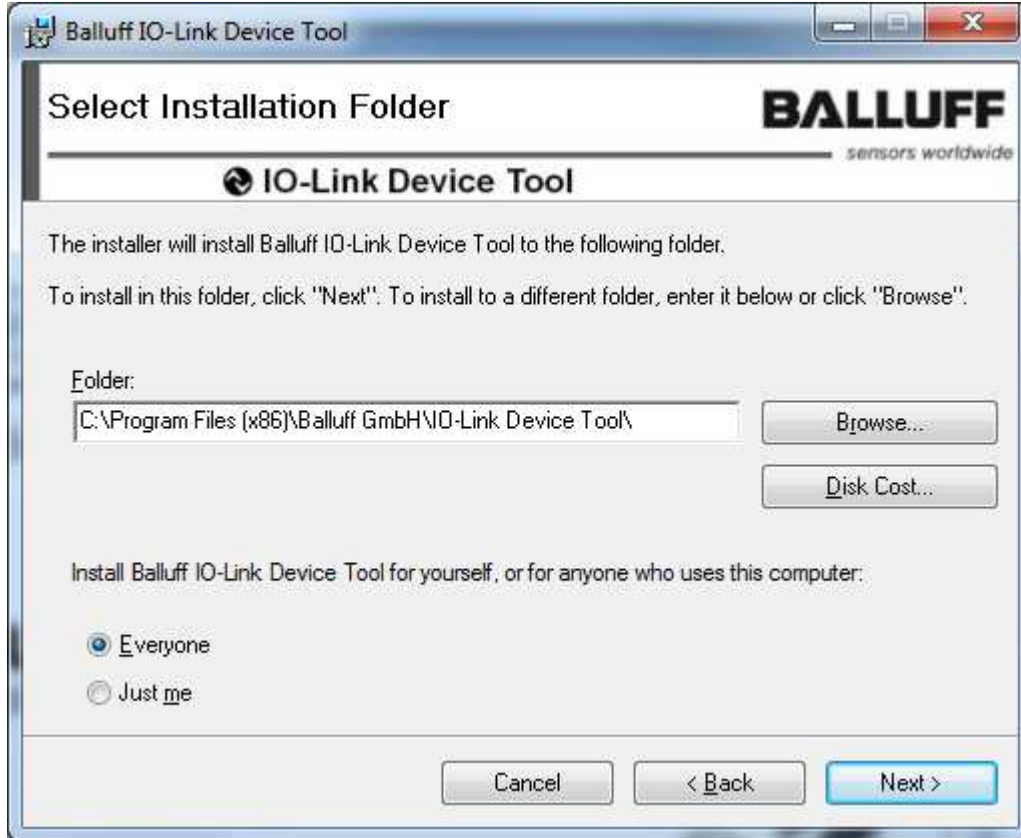 Balluff IO-Link Device Tool
Select Installation Folder
BALLUFF
sensors worldwide
IO-Link Device Tool
The installer will install Balluff IO-Link Device Tool to the following folder.
To install in this folder, click "Next". To install to a different folder, enter it below or click "Browse".
Folder:
C:\Program Files (x86)\Balluff GmbH\IO-Link Device Tool\
Browse...
Disk Cost...
Install Balluff IO-Link Device Tool for yourself, or for anyone who uses this computer:
Everyone
Just me
Cancel
< Back
Next >